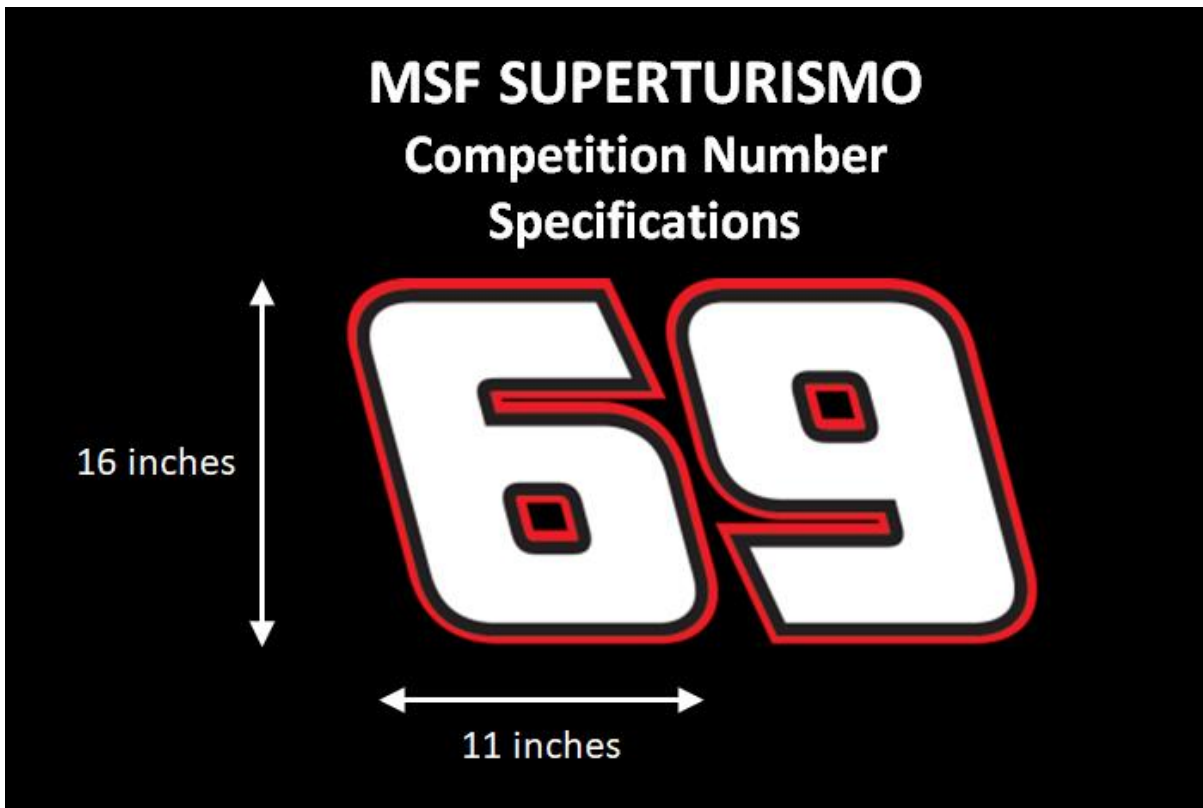 MSF SUPERTURISMO
Competition Number
Specifications
69
16 inches
11 inches